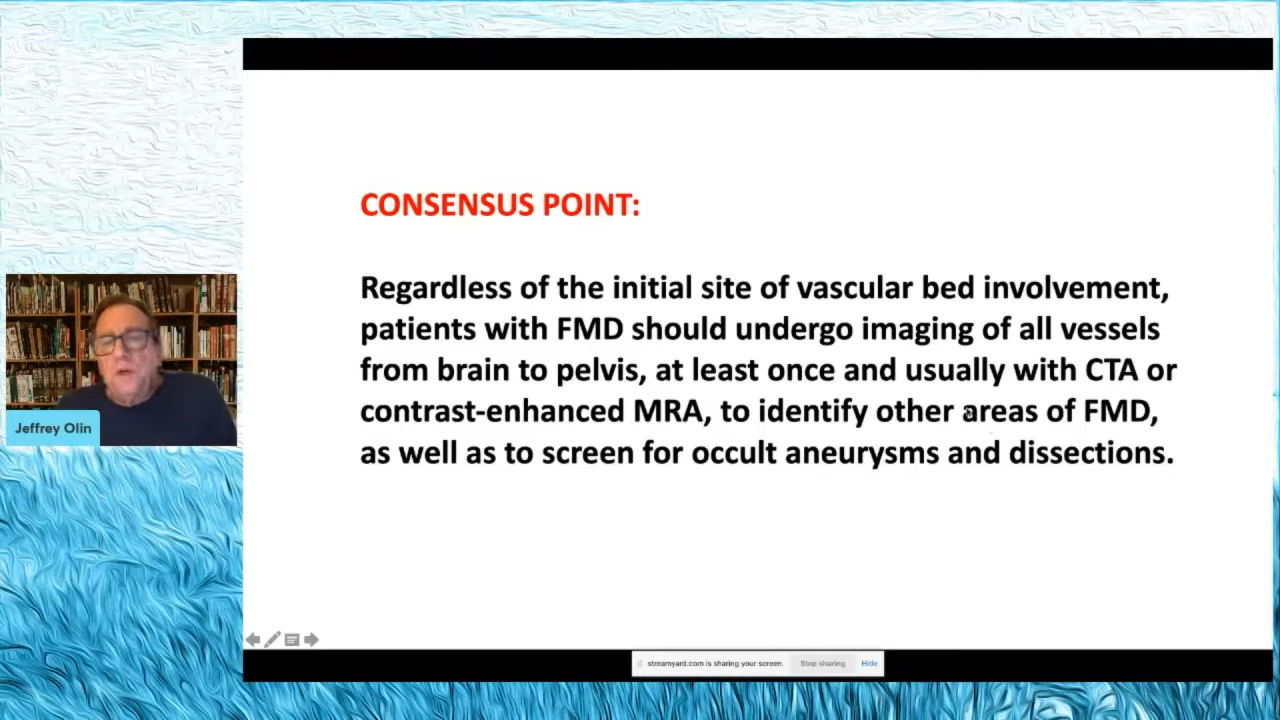 CONSENSUS POINT:
Regardless of the initial site of vascular bed involvement,
patients with FMD should undergo imaging of all vessels
from brain to pelvis, at least once and usually with CTA or
contrast-enhanced MRA, to identify other areas of FMD,
as well as to screen for occult aneurysms and dissections.
Jeffrey Olin
streamyard.com is sharing your screen. Stop sharing Hide